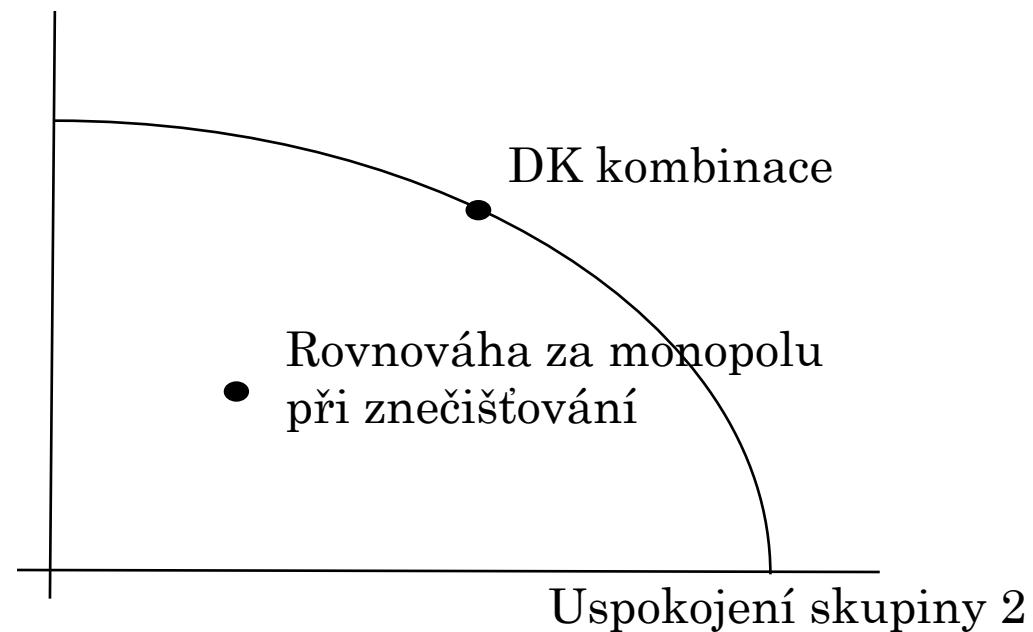 DK kombinace
Rovnováha za monopolu
při znečišťování
Uspokojení skupiny 2